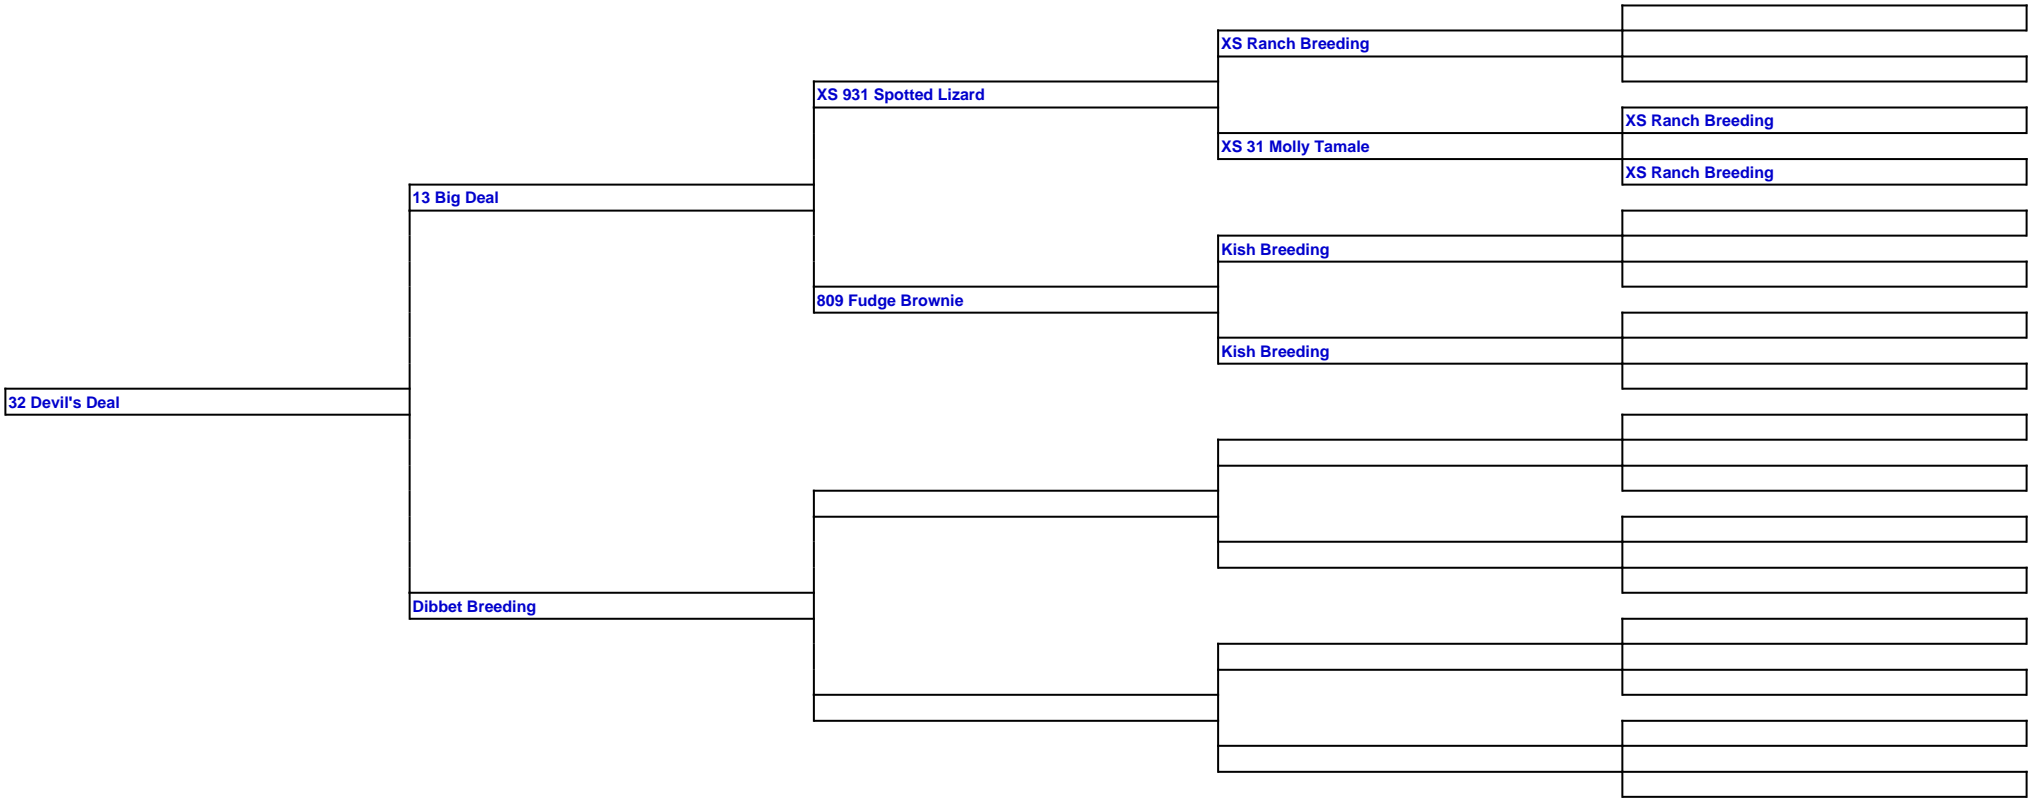 XS Ranch Breeding
XS 931 Spotted Lizard
XS Ranch Breeding
XS 31 Molly Tamale
XS Ranch Breeding
13 Big Deal
Kish Breeding
809 Fudge Brownie
Kish Breeding
32 Devil's Deal
Dibbet Breeding